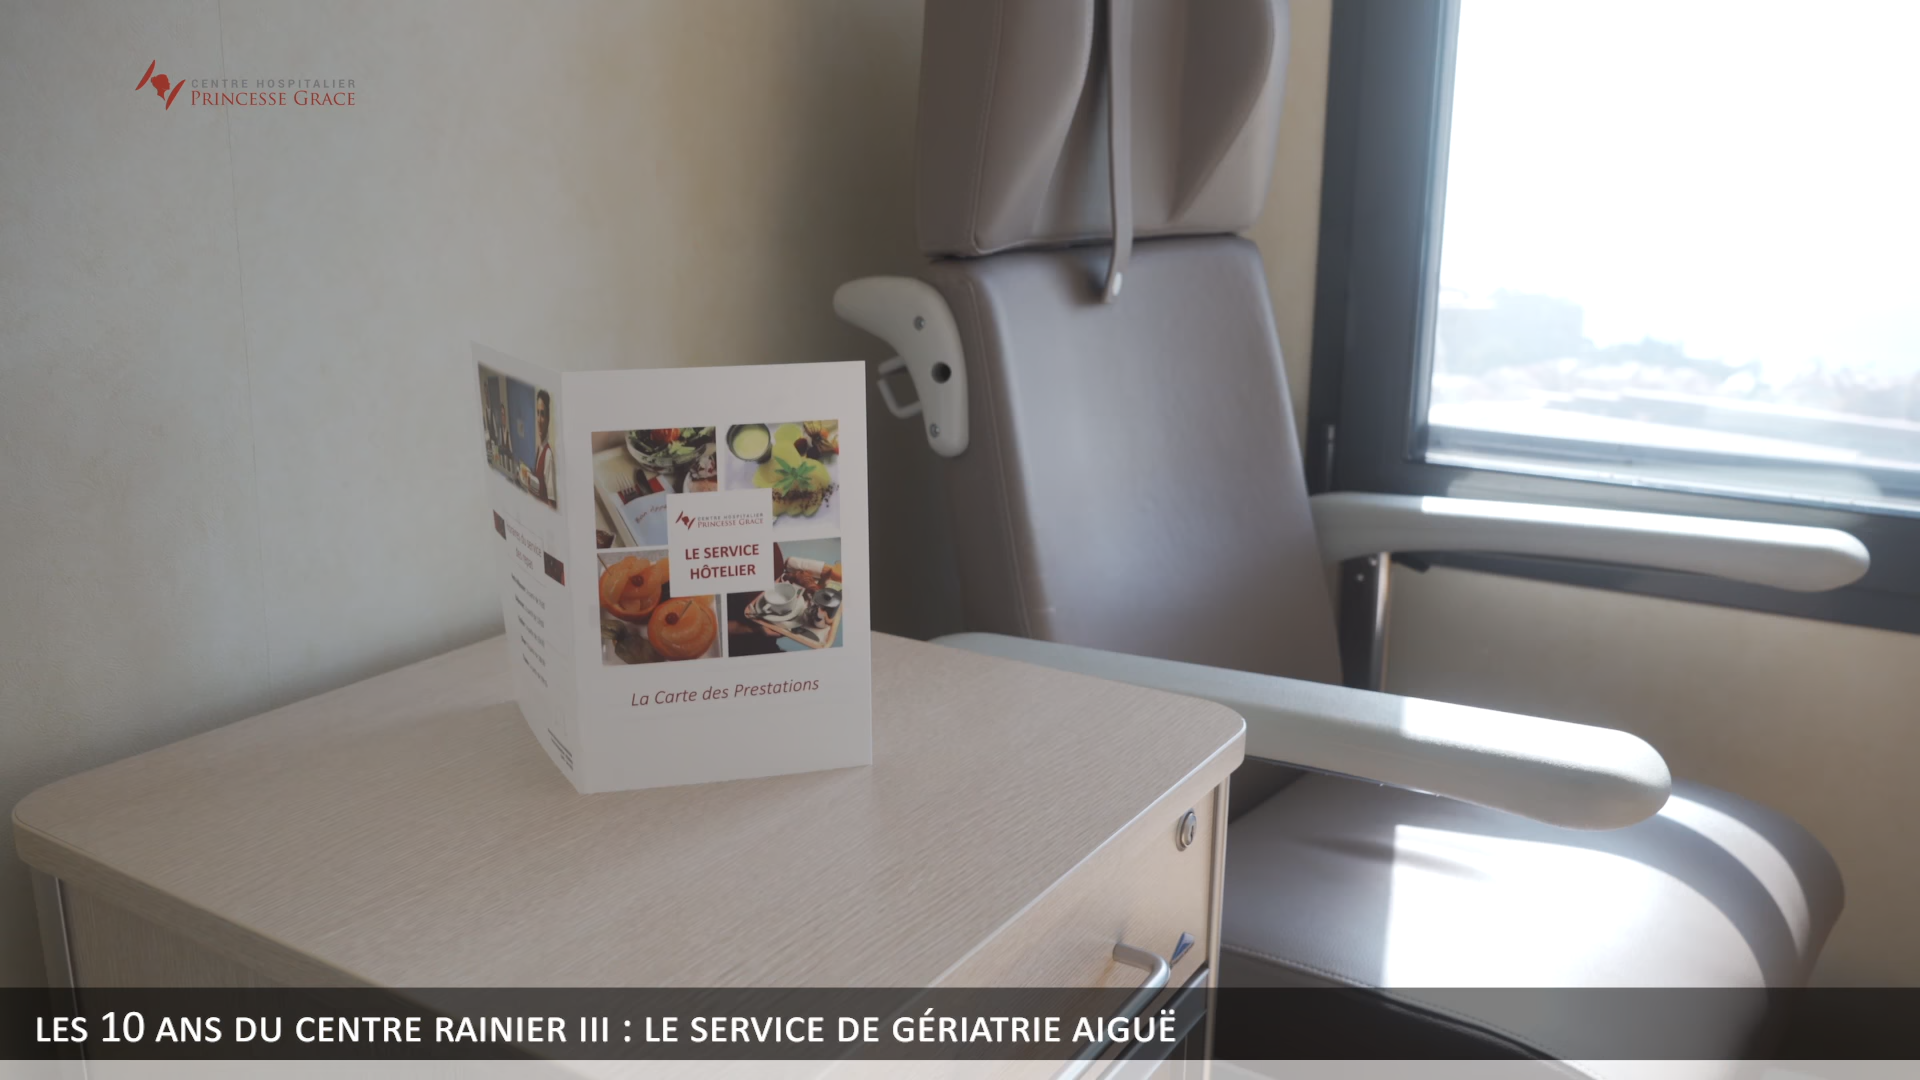 CENTRE HOSPITALIER
PRINCESSE GRACE
CENTRE HOSPITALIER
PRINCESSE GRACE
LE SERVICE
HÔTELIER
La Carte des Prestations
LES 10 ANS DU CENTRE RAINIER III : LE SERVICE DE GÉRIATRIE AIGUË